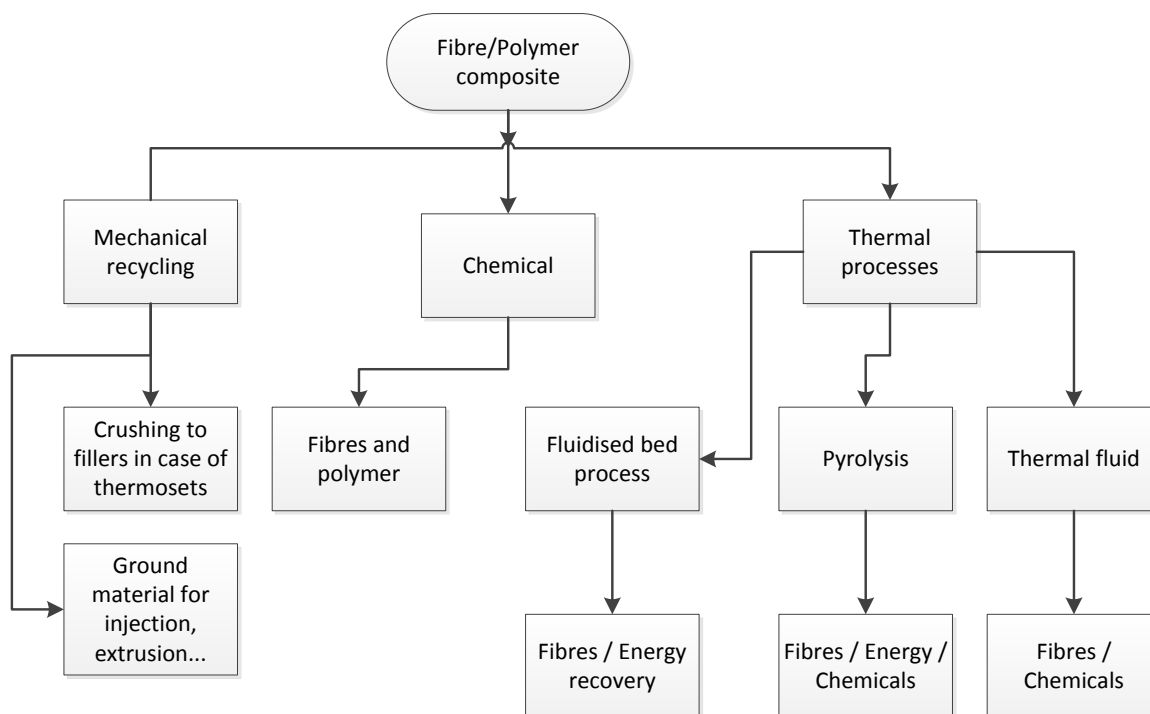 Fibre/Polymer
composite
Mechanical
recycling
Chemical
Thermal
processes
Crushing to
fillers in case of
thermosets
Fibres and
polymer
Fluidised bed
process
Pyrolysis
Thermal fluid
Ground
material for
injection,
extrusion...
Fibres / Energy
recovery
Fibres / Energy /
Chemicals
Fibres /
Chemicals